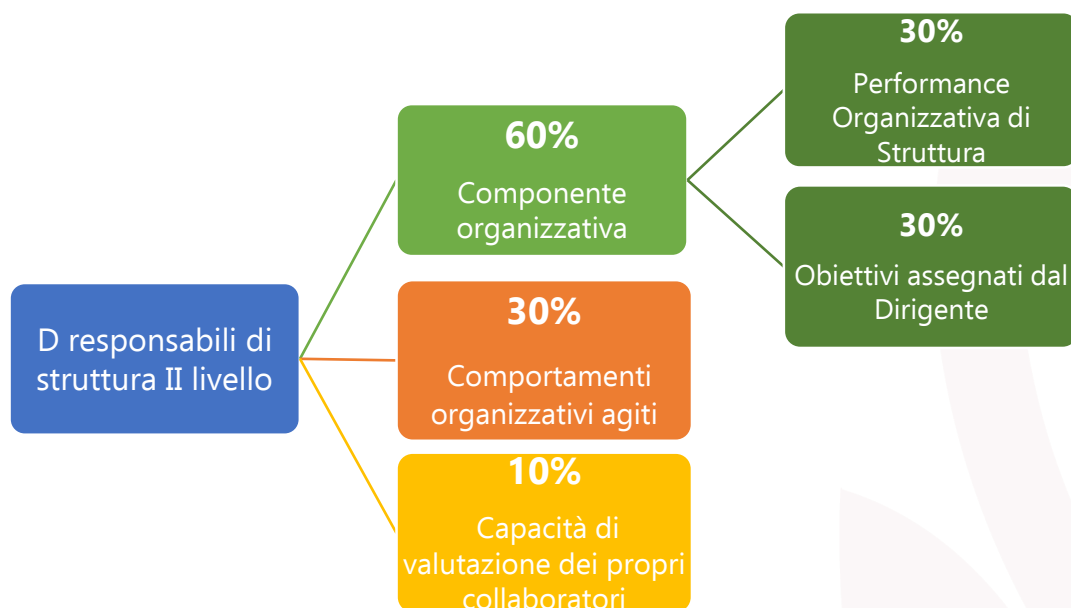 D responsabili di
struttura II livello
60%
Componente
organizzativa
30%
Performance
Organizzativa di
Struttura
30%
Obiettivi assegnati dal
Dirigente
30%
Comportamenti
organizzativi agiti
10%
Capacità di
valutazione dei propri
collaboratori